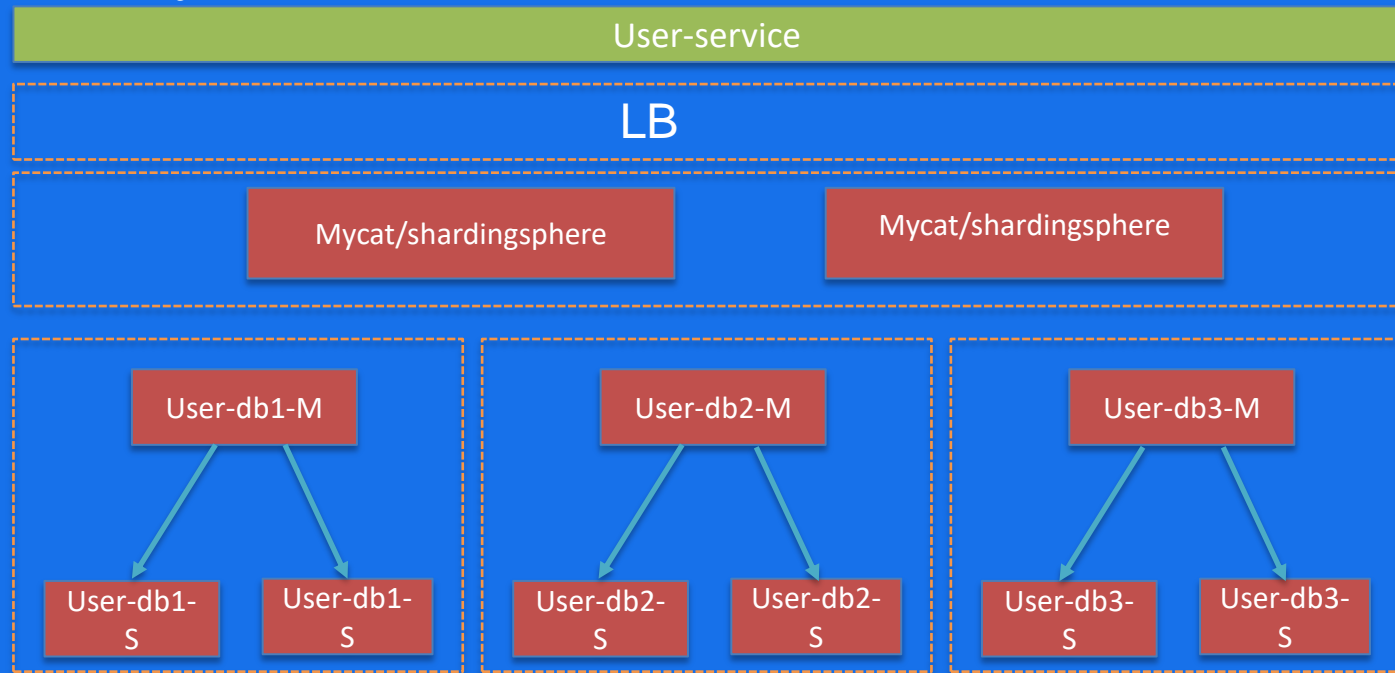 User-service
LB
Mycat/shardingsphere
Mycat/shardingsphere
User-db1-M
User-db2-M
User-db3-M
User-db1-
S
User-db1-
S
User-db2-
S
User-db2-
S
User-db3-
S
User-db3-
S